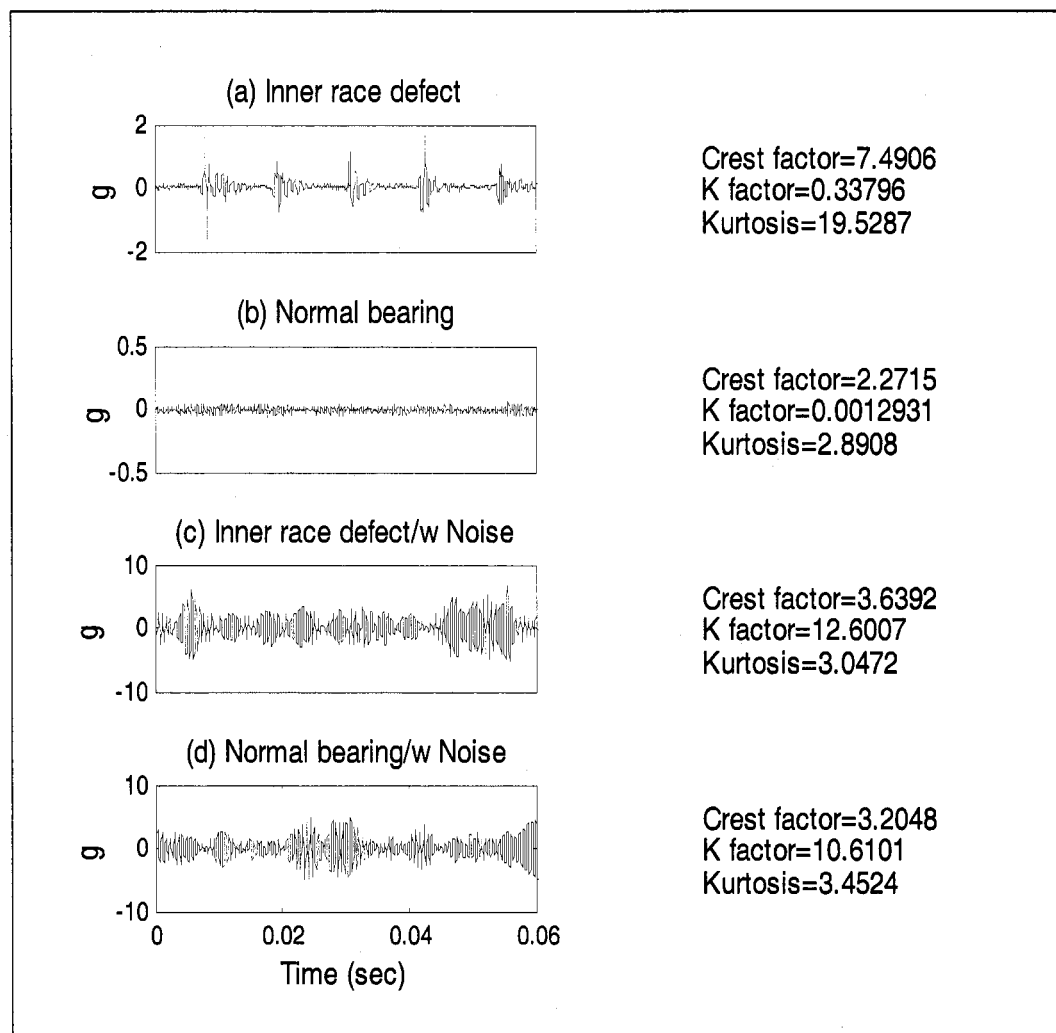 (a) Inner race defect
2
0
-2
g
Crest factor=7.4906
K factor=0.33796
Kurtosis=19.5287
(b) Normal bearing
0.5
0
-0.5
g
Crest factor=2.2715
K factor=0.0012931
Kurtosis=2.8908
(c) Inner race defect/w Noise
10
0
-10
g
Crest factor=3.6392
K factor=12.6007
Kurtosis=3.0472
(d) Normal bearing/w Noise
10
0
-10
g
Crest factor=3.2048
K factor=10.6101
Kurtosis=3.4524
0 0.02 0.04 0.06
Time (sec)